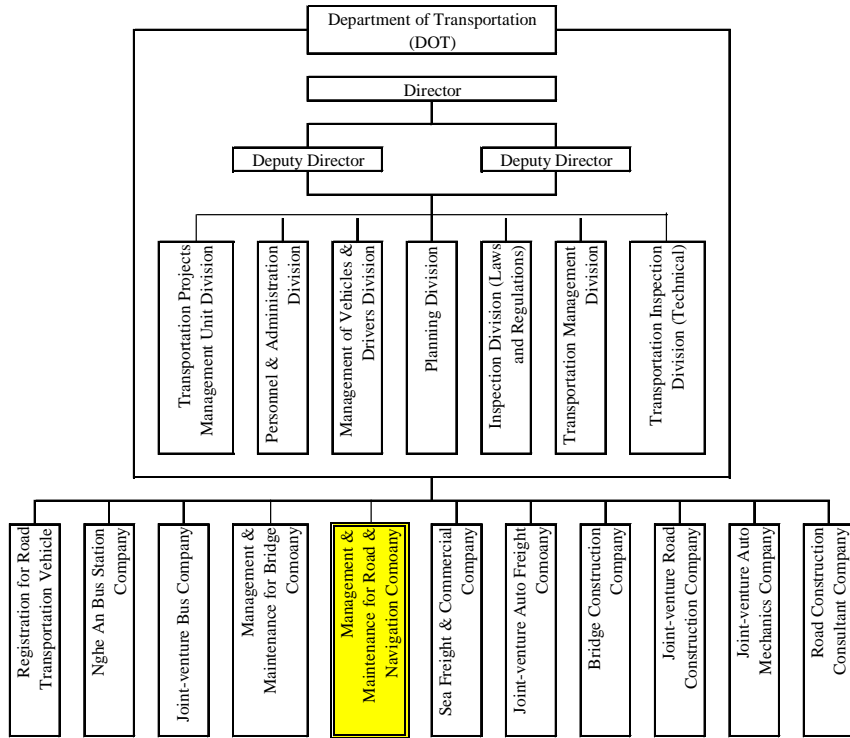 Department of Transportation
(DOT)
Director
Deputy Director
Deputy Director
Transportation Projects
Management Unit Division
Personnel & Administration
Division
Management of Vehicles &
Drivers Division
Planning Division
Inspection Division (Laws
and Regulations)
Transportation Management
Division
Transportation Inspection
Division (Technical)
Registration for Road
Transportation Vehicle
Nghe An Bus Station
Company
Joint-venture Bus Company
Management &
Maintenance for Bridge
Comoany
Management &
Maintenance for Road &
Navigation Comoany
Sea Freight & Commercial
Company
Joint-venture Auto Freight
Comoany
Bridge Construction
Company
Joint-venture Road
Construction Company
Joint-venture Auto
Mechanics Company
Road Construction
Consultant Company